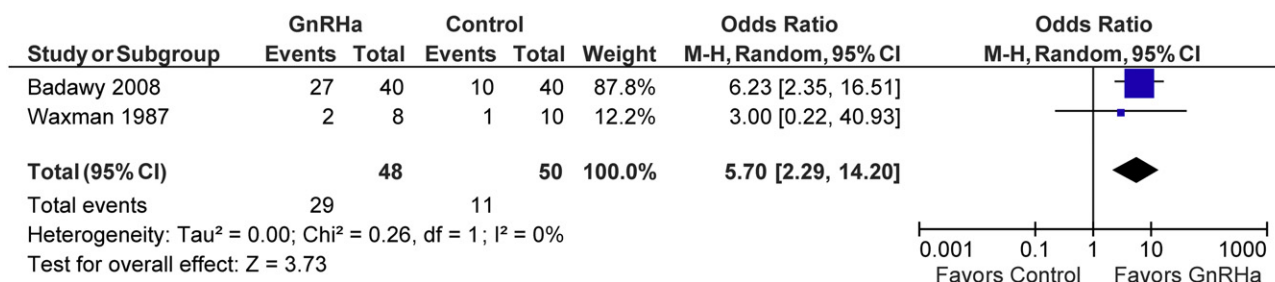 GnRHa Control Odds Ratio Odds Ratio
Study or Subgroup Events Total Events Total Weight M-H, Random, 95% CI M-H, Random, 95% CI
Badawy 2008 27 40 10 40 87.8% 6.23 [2.35, 16.51]
Waxman 1987 2 8 1 10 12.2% 3.00 [0.22, 40.93]
Total (95% CI) 48 50 100.0% 5.70 [2.29, 14.20]
Total events 29 11
Heterogeneity: Tau² = 0.00; Chi² = 0.26, df = 1; I² = 0%
Test for overall effect: Z = 3.73
0.001 0.1 1 10 1000
Favors Control Favors GnRHa